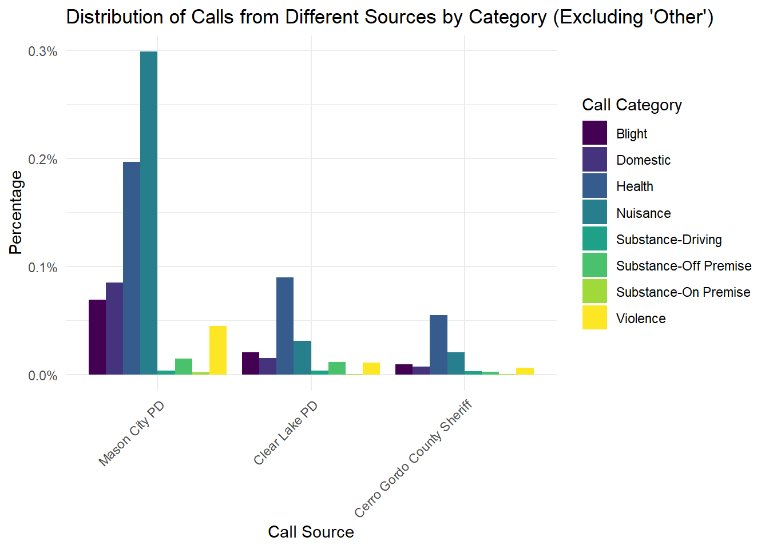 Distribution of Calls from Different Sources by Category (Excluding 'Other')
Percentage
0.3%
0.2%
0.1%
0.0%
Mason City PD
Clear Lake PD
Cerro Gordo County Sheriff
Call Source
Call Category
Blight
Domestic
Health
Nuisance
Substance-Driving
Substance-Off Premise
Substance-On Premise
Violence